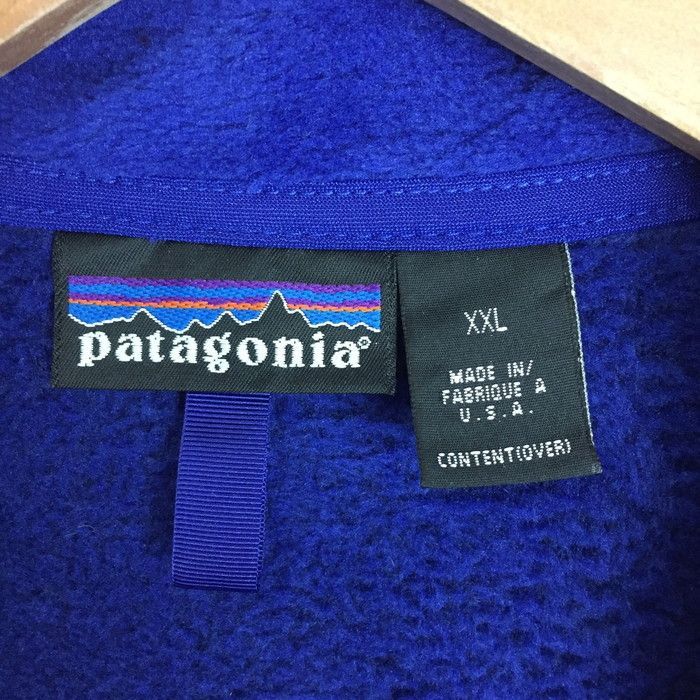 patagonia®
XXL
MADE IN/
FABRIQUE A
U.S.A.
CONTENT(OVER)